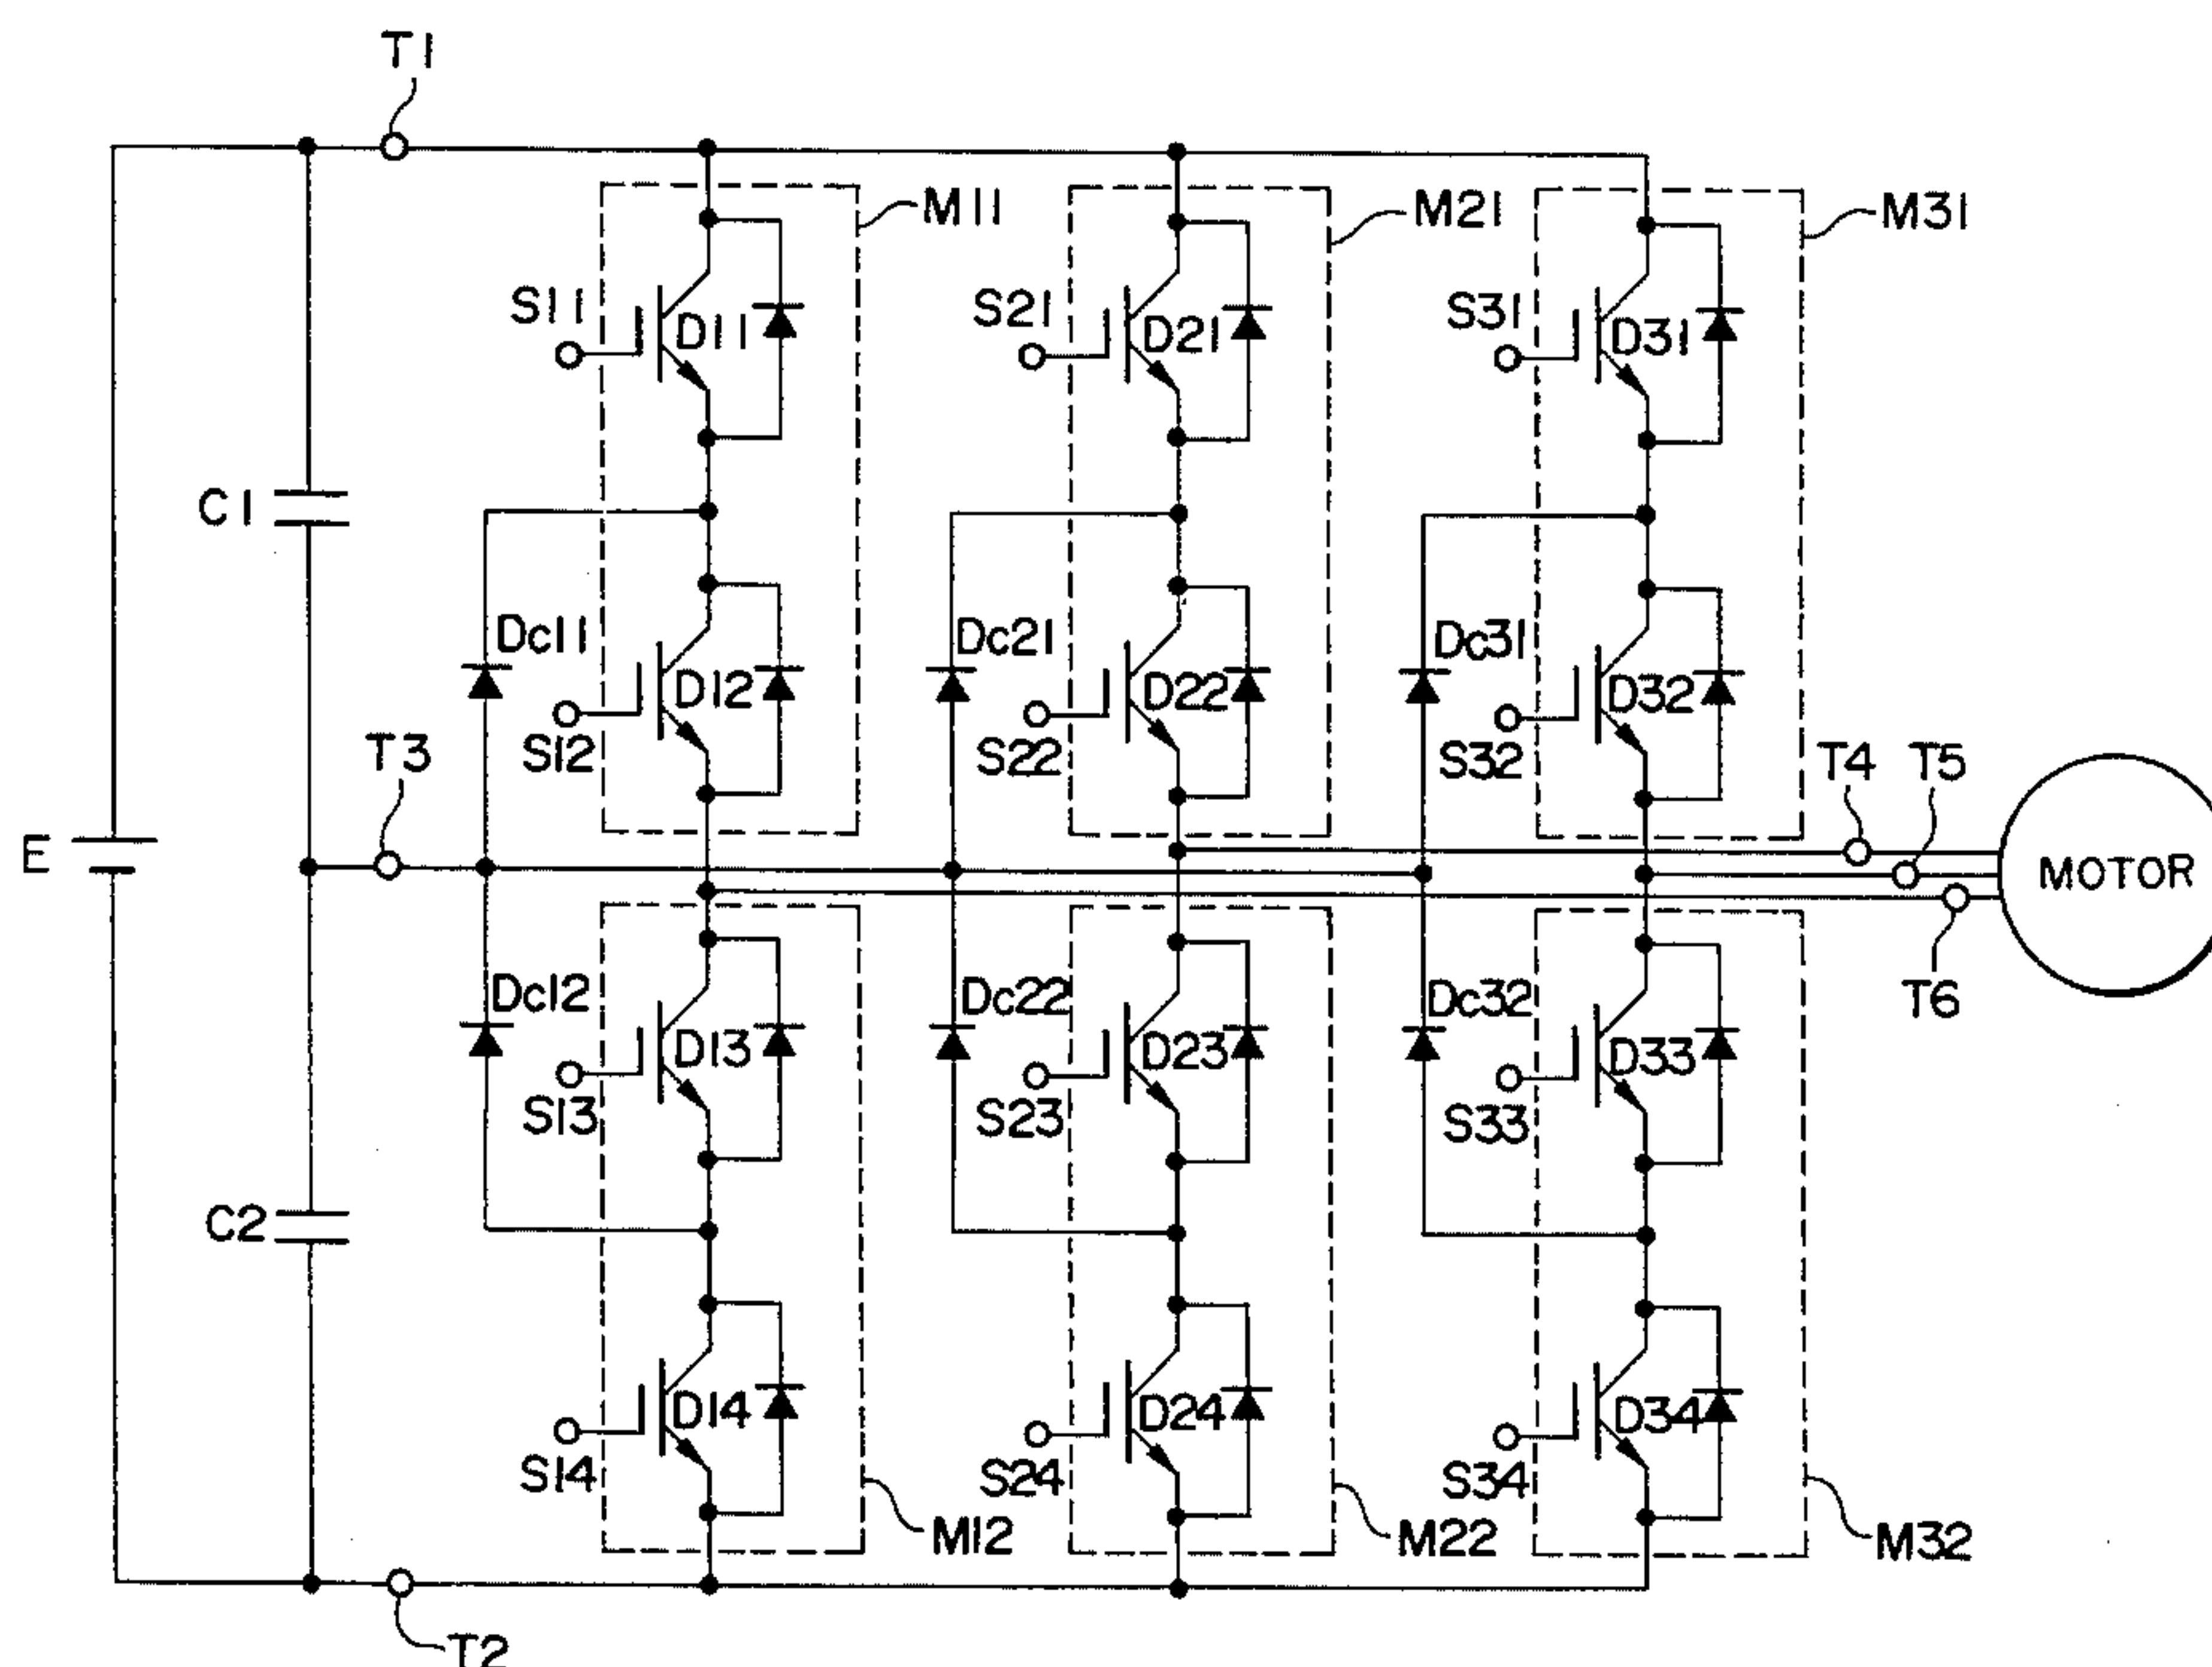 T1
M11
M21
M31
S11
D11
S21
D21
S31
D31
C1
Dc11
D12
S12
Dc21
D22
S22
Dc31
D32
S32
T3
T4
T5
E
MOTOR
T6
Dc12
D13
S13
Dc22
D23
S23
Dc32
D33
S33
C2
D14
S14
D24
S24
D34
S34
M12
M22
M32
T2